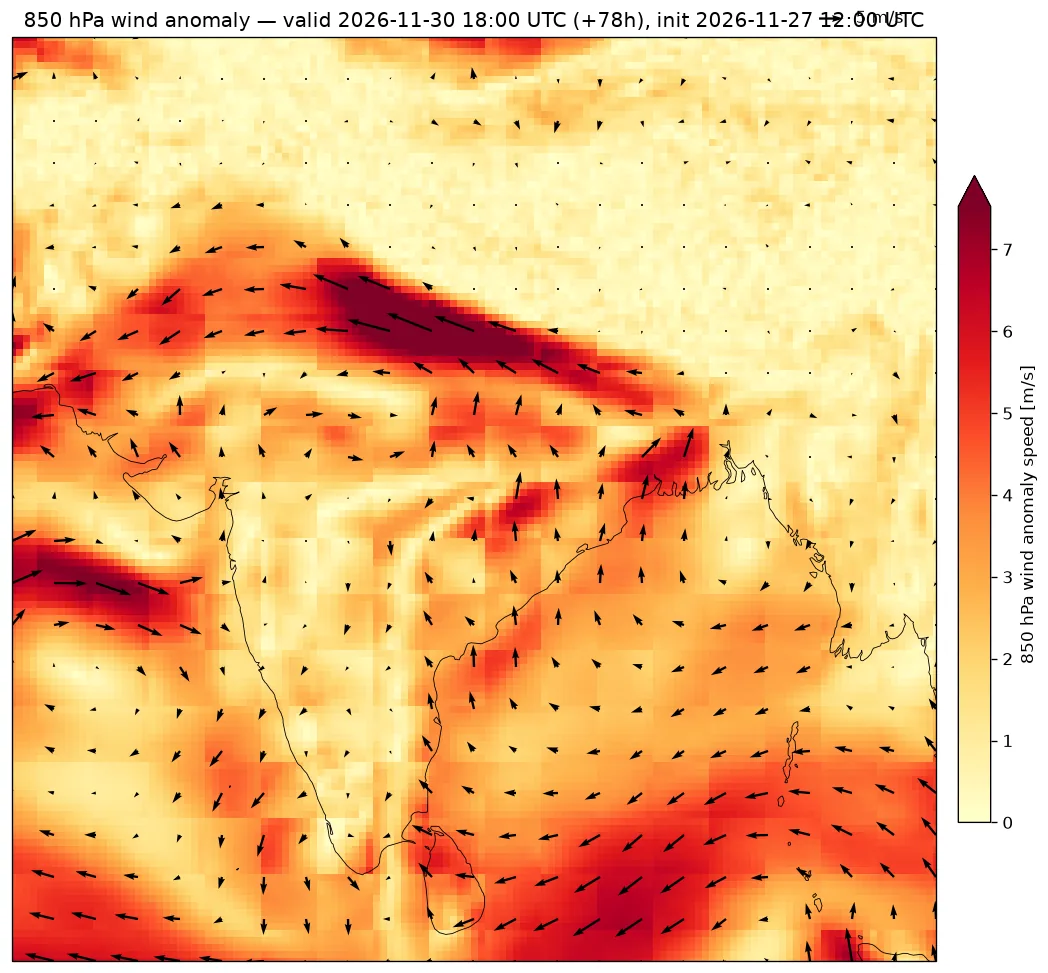 850 hPa wind anomaly — valid 2026-11-30 18:00 UTC (+78h), init 2026-11-27 12:00 UTC
5 m/s
7
6
5
4
3
2
1
0
850 hPa wind anomaly speed [m/s]